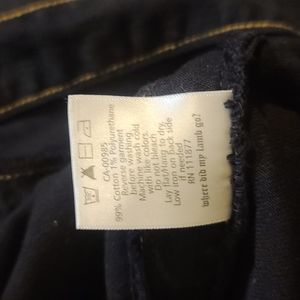 CA-00985
99% Cotton 1% Polyurethane
Reverse garment
before washing
Machine wash cold
with like colors
Do not bleach
Lay flat/hang to dry
Low iron on back side
if needed
RN 111877
where did my lamb go?